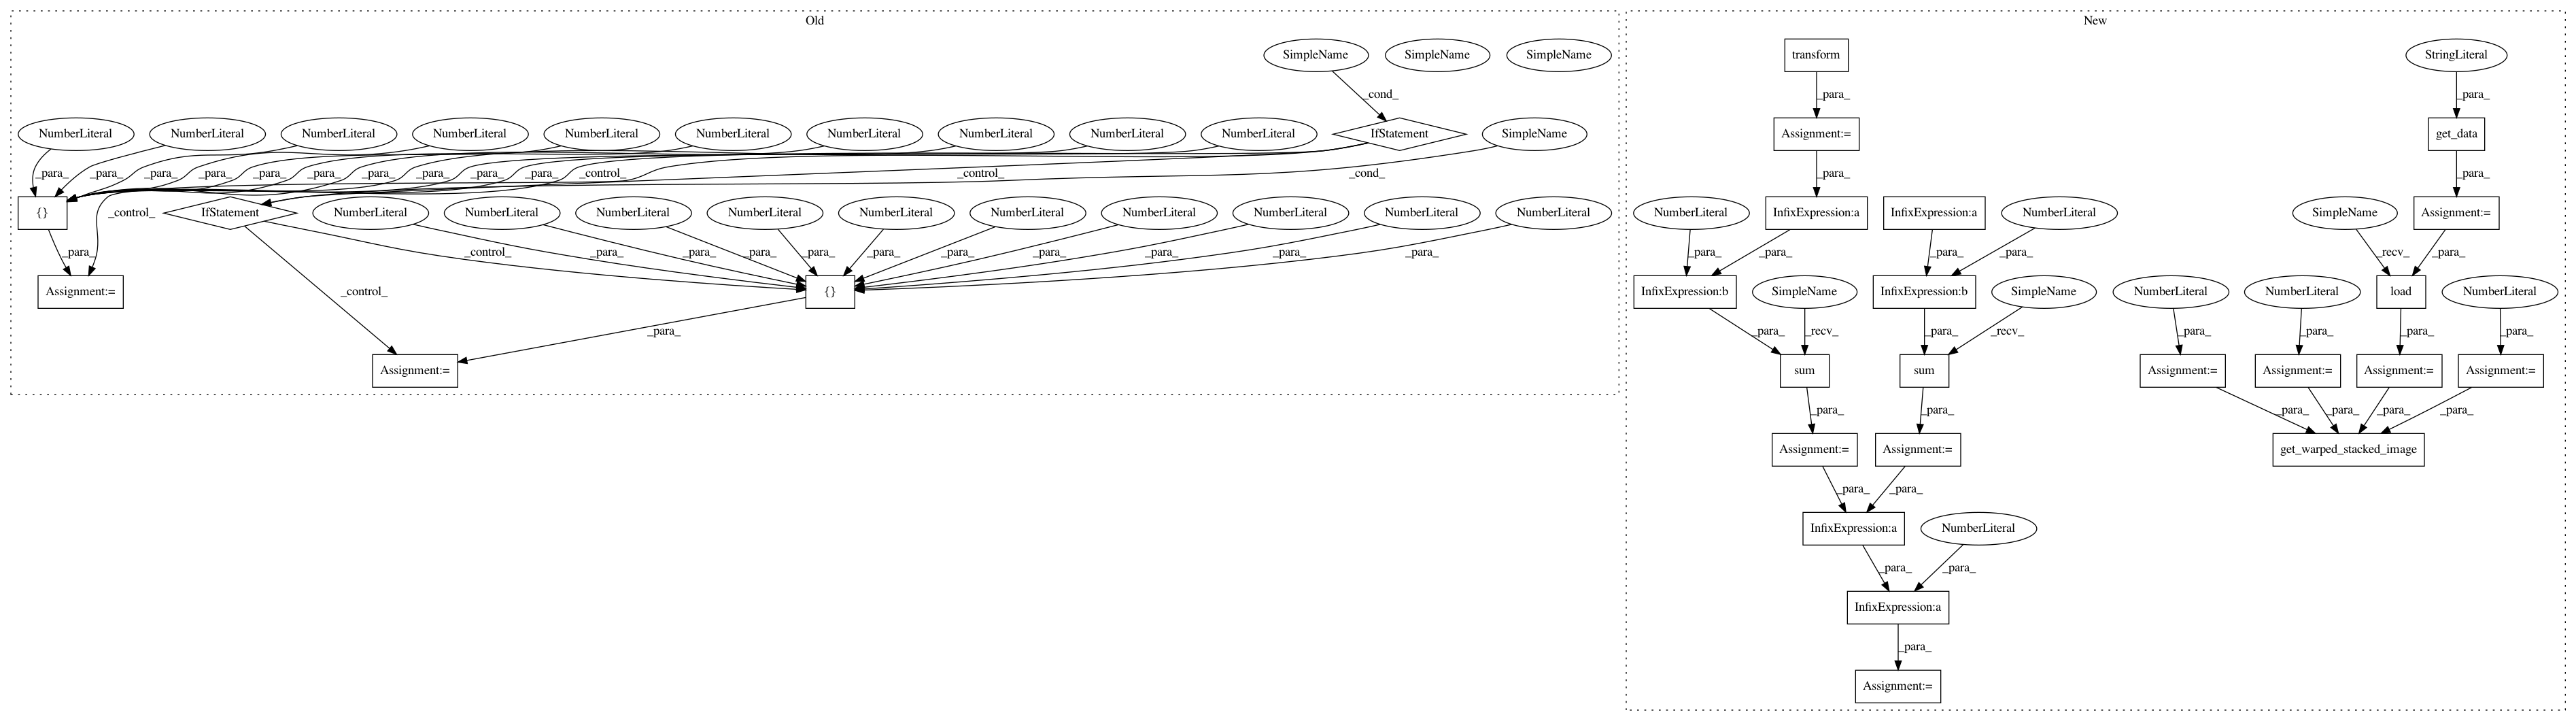 Old
New
SimpleName
SimpleName
SimpleName
transform
StringLiteral
_cond_
_para_
_para_
NumberLiteral
NumberLiteral
NumberLiteral
NumberLiteral
NumberLiteral
NumberLiteral
NumberLiteral
NumberLiteral
NumberLiteral
NumberLiteral
IfStatement
SimpleName
Assignment:=
get_data
_para_
_para_
_para_
_para_
_para_
_para_
_para_
_para_
_para_
_control_
_control_
_cond_
_para_
_para_
{}
_control_
IfStatement
NumberLiteral
NumberLiteral
NumberLiteral
NumberLiteral
NumberLiteral
NumberLiteral
NumberLiteral
NumberLiteral
NumberLiteral
NumberLiteral
NumberLiteral
InfixExpression:a
InfixExpression:a
NumberLiteral
SimpleName
Assignment:=
_para_
_control_
_para_
_para_
_para_
_para_
_para_
_para_
_para_
_para_
_para_
_para_
_para_
_para_
_para_
_recv_
_para_
Assignment:=
_control_
{}
InfixExpression:b
SimpleName
InfixExpression:b
SimpleName
NumberLiteral
NumberLiteral
load
NumberLiteral
_para_
_para_
_recv_
_para_
_recv_
_para_
_para_
_para_
_para_
Assignment:=
sum
sum
Assignment:=
Assignment:=
Assignment:=
Assignment:=
_para_
_para_
_para_
_para_
_para_
_para_
Assignment:=
Assignment:=
get_warped_stacked_image
_para_
_para_
InfixExpression:a
NumberLiteral
_para_
_para_
InfixExpression:a
_para_
Assignment:=